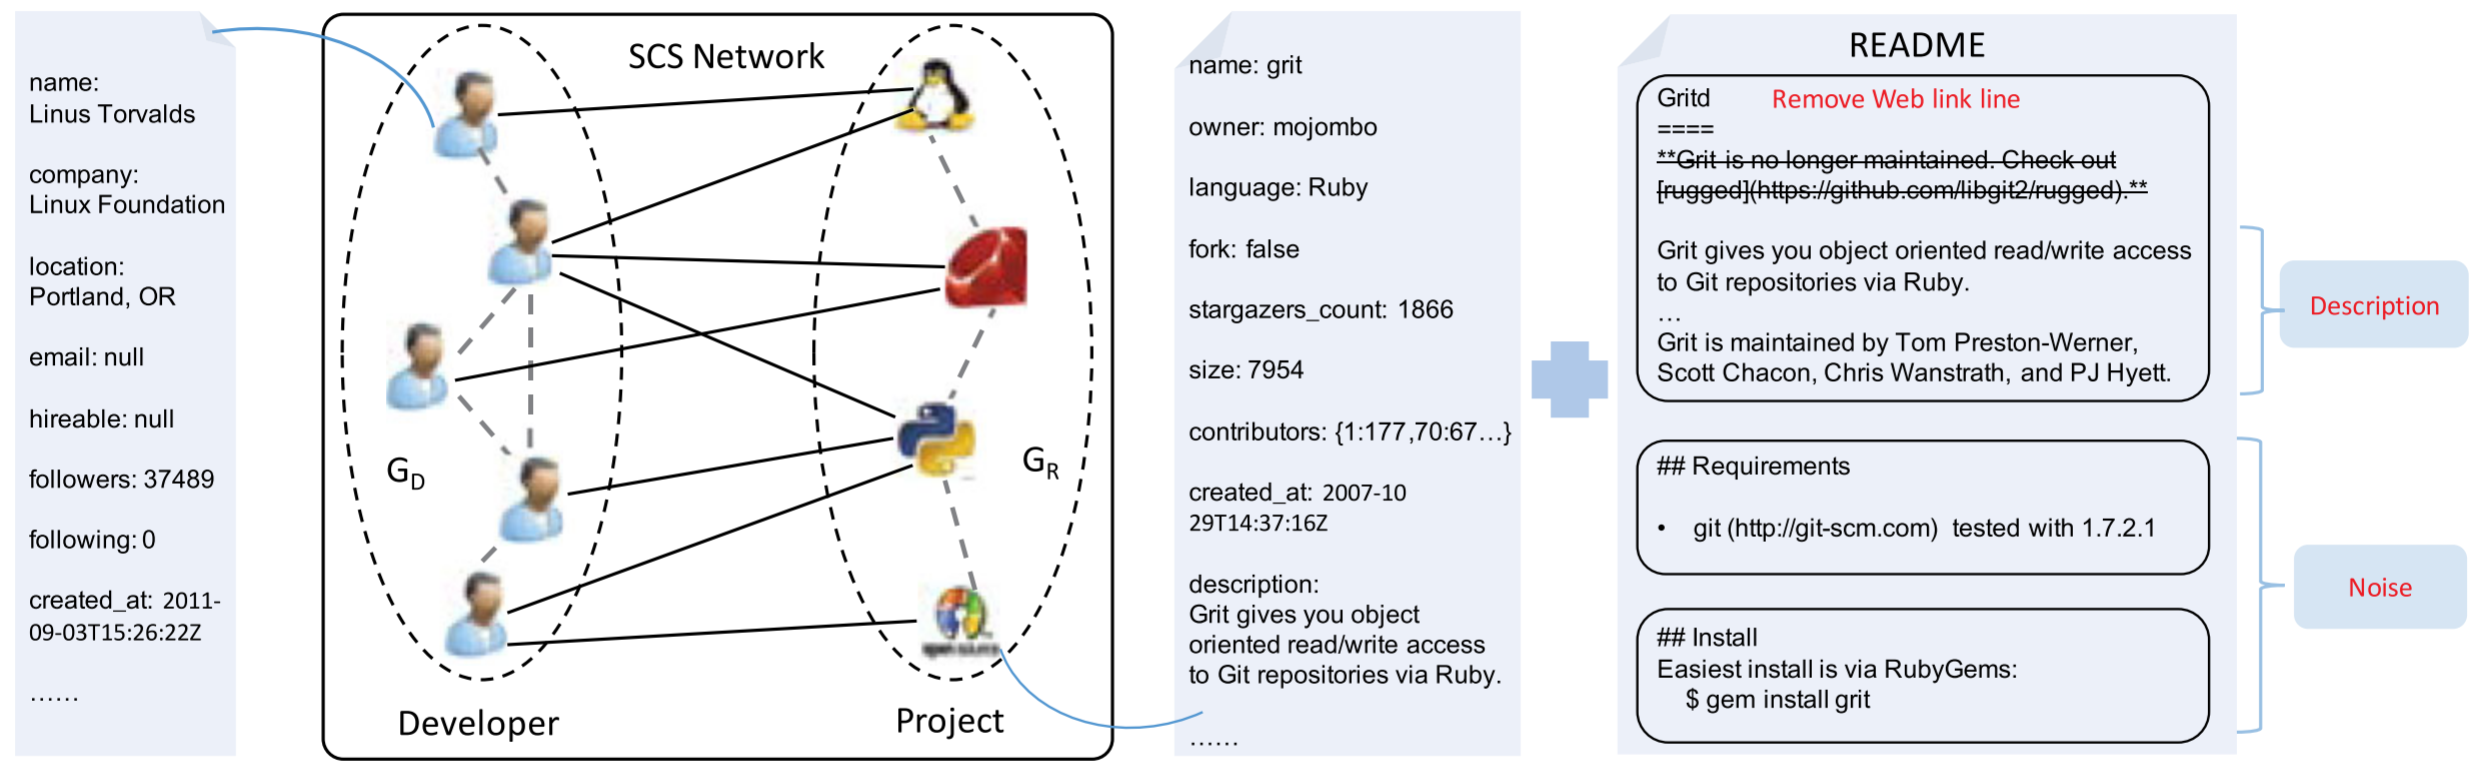 name:
Linus Torvalds
company:
Linux Foundation
location:
Portland, OR
email: null
hireable: null
followers: 37489
following: 0
created_at: 2011-
09-03T15:26:22Z
......
SCS Network
G_D
G_R
Developer
Project
name: grit
owner: mojombo
language: Ruby
fork: false
stargazers_count: 1866
size: 7954
contributors: {1:177,70:67...}
created_at: 2007-10
29T14:37:16Z
description:
Grit gives you object
oriented read/write access
to Git repositories via Ruby.
......
README
Gritd Remove Web link line
====
**Grit is no longer maintained. Check out
[rugged](https://github.com/libgit2/rugged).**
Grit gives you object oriented read/write access
to Git repositories via Ruby.
...
Grit is maintained by Tom Preston-Werner,
Scott Chacon, Chris Wanstrath, and PJ Hyett.
## Requirements
• git (http://git-scm.com) tested with 1.7.2.1
## Install
Easiest install is via RubyGems:
$ gem install grit
Description
Noise